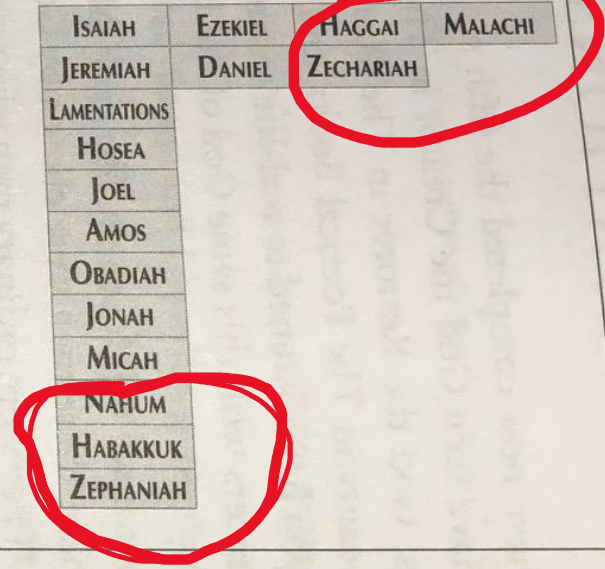 ISAIAH EZEKIEL HAGGAI MALACHI
JEREMIAH DANIEL ZECHARIAH
LAMENTATIONS
HOSEA
JOEL
AMOS
OBADIAH
JONAH
MICAH
NAHUM
HABAKKUK
ZEPHANIAH